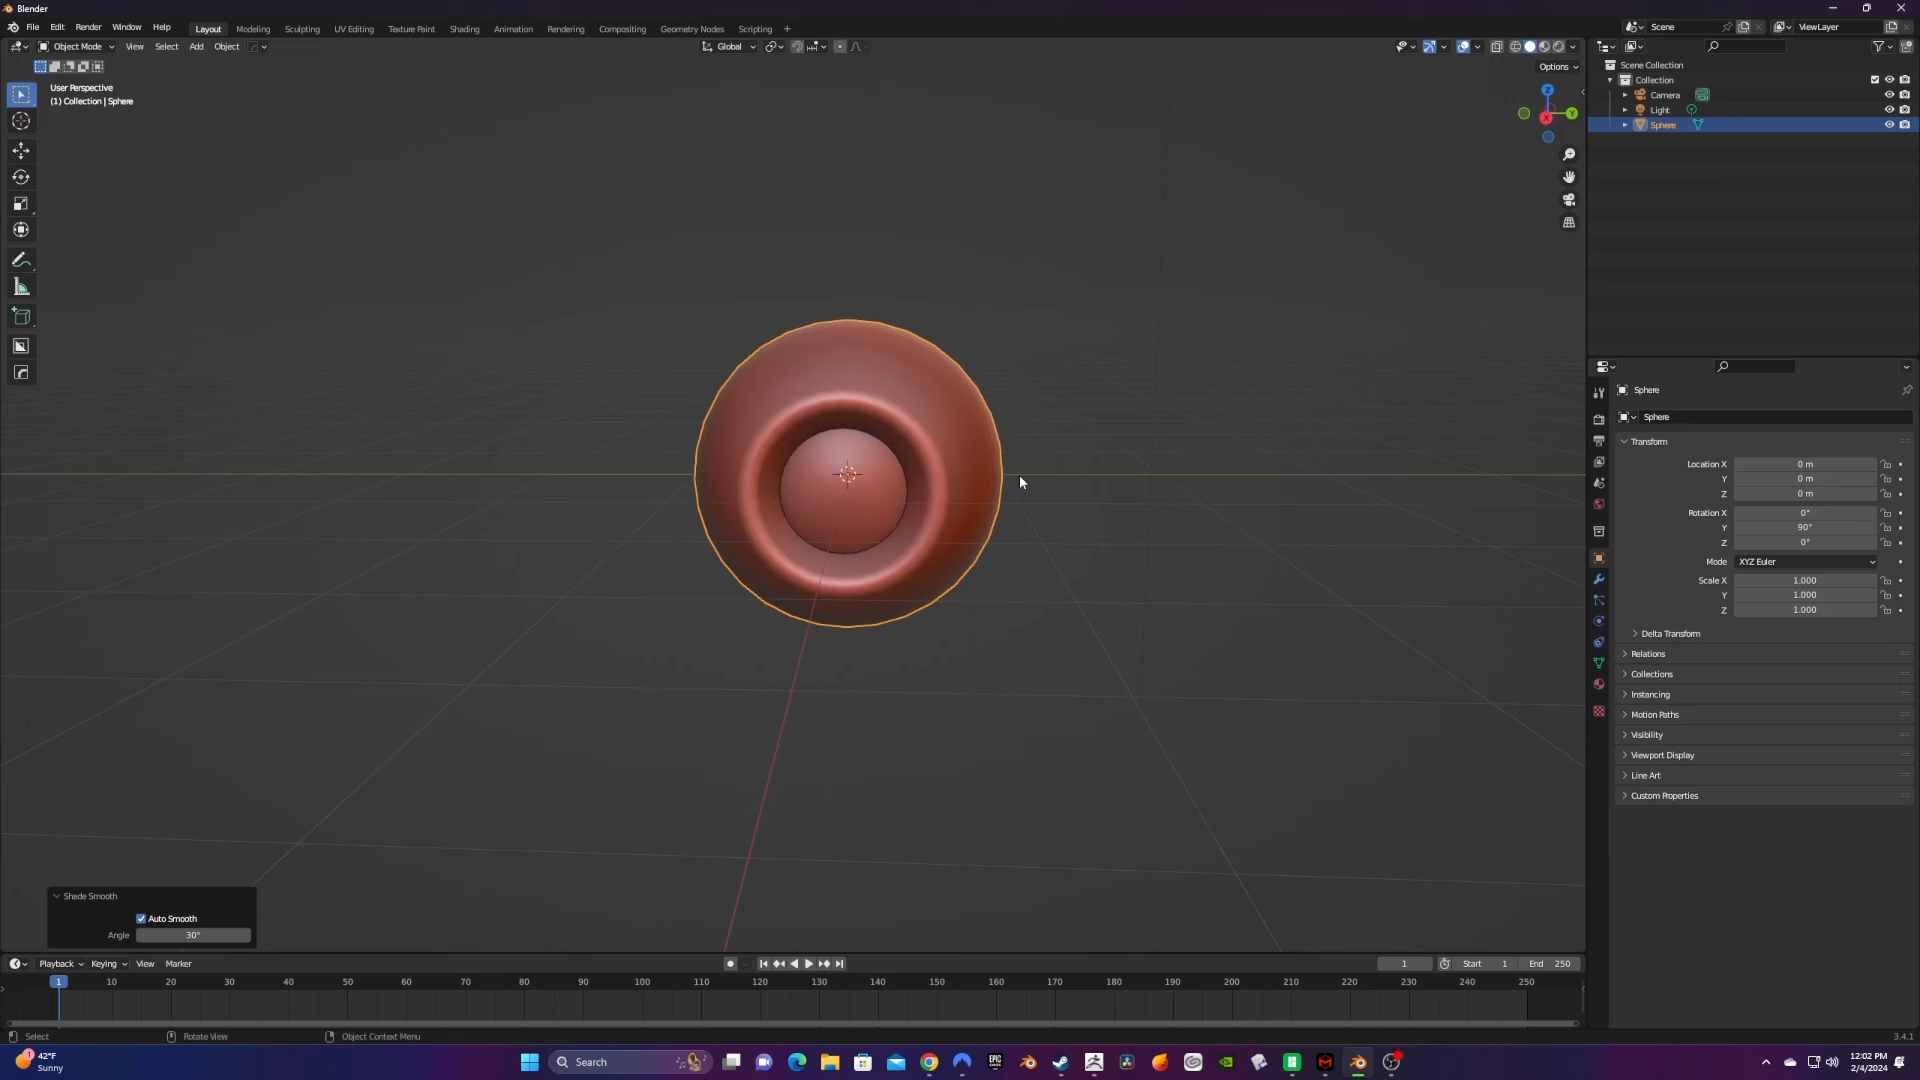 Blender
File Edit Render Window Help Layout Modeling Sculpting UV Editing Texture Paint Shading Animation Rendering Compositing Geometry Nodes Scripting + Scene ViewLayer
Object Mode View Select Add Object Global
Options
User Perspective
(1) Collection | Sphere
Z
Y
X
Scene Collection
Collection
Camera
Light
Sphere
Sphere
Sphere
Transform
Location X 0 m
Y 0 m
Z 0 m
Rotation X 0°
Y 90°
Z 0°
Mode XYZ Euler
Scale X 1.000
Y 1.000
Z 1.000
Delta Transform
Relations
Collections
Instancing
Motion Paths
Visibility
Viewport Display
Line Art
Custom Properties
Shade Smooth
Auto Smooth
Angle 30°
Playback Keying View Marker 1 Start 1 End 250
1 10 20 30 40 50 60 70 80 90 100 110 120 130 140 150 160 170 180 190 200 210 220 230 240 250
Select Rotate View Object Context Menu 3.4.1
1 42°F
Sunny
Search
EPIC
12:02 PM
2/4/2024